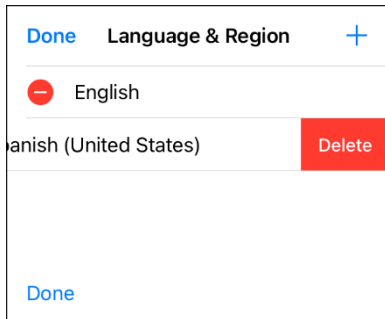 Done Language & Region +
English
panish (United States) Delete
Done